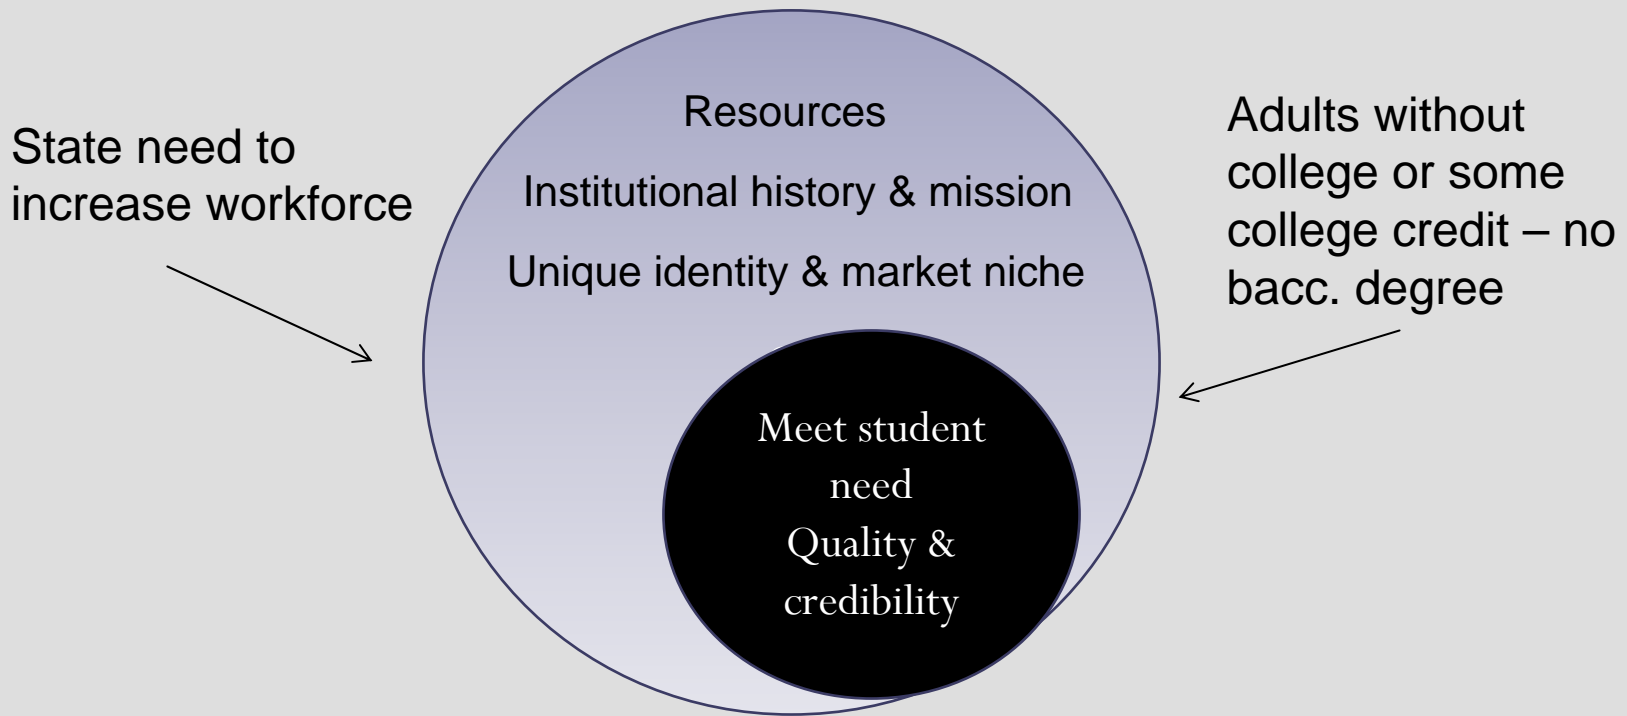 State need to
increase workforce
Resources
Institutional history & mission
Unique identity & market niche
Adults without
college or some
college credit – no
bacc. degree
Meet student
need
Quality &
credibility